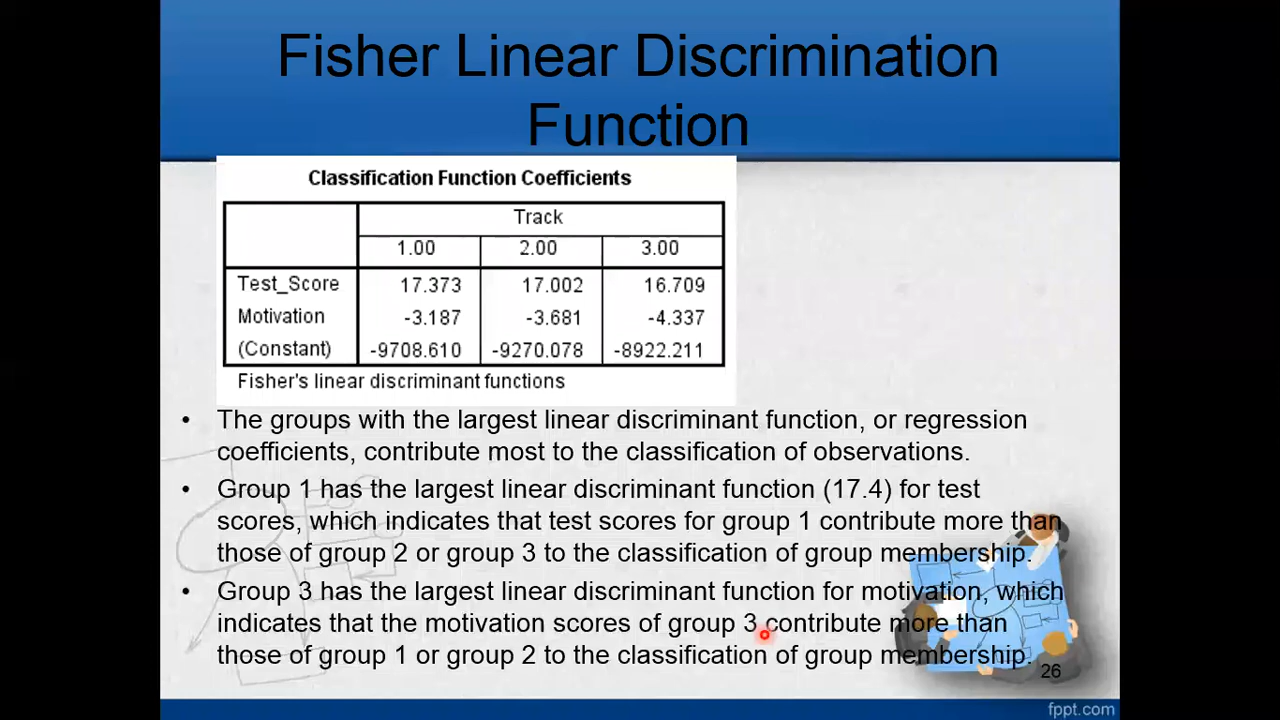 Fisher Linear Discrimination
Function
Classification Function Coefficients
Track
1.00 2.00 3.00
Test_Score 17.373 17.002 16.709
Motivation -3.187 -3.681 -4.337
(Constant) -9708.610 -9270.078 -8922.211
Fisher's linear discriminant functions
• The groups with the largest linear discriminant function, or regression
coefficients, contribute most to the classification of observations.
• Group 1 has the largest linear discriminant function (17.4) for test
scores, which indicates that test scores for group 1 contribute more than
those of group 2 or group 3 to the classification of group membership.
• Group 3 has the largest linear discriminant function for motivation, which
indicates that the motivation scores of group 3 contribute more than
those of group 1 or group 2 to the classification of group membership.
26
fppt.com